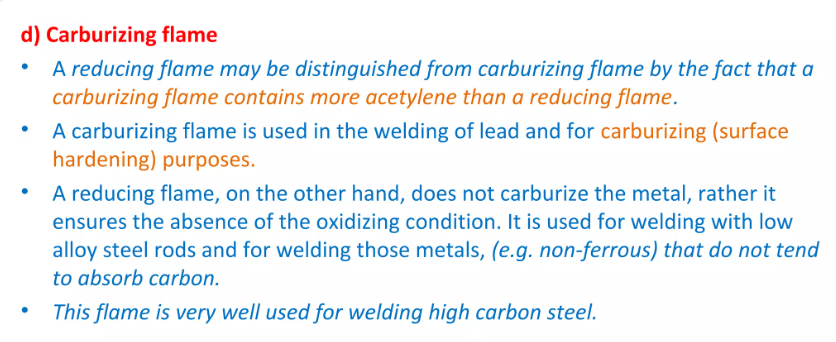 d) Carburizing flame
• A reducing flame may be distinguished from carburizing flame by the fact that a
carburizing flame contains more acetylene than a reducing flame.
• A carburizing flame is used in the welding of lead and for carburizing (surface
hardening) purposes.
• A reducing flame, on the other hand, does not carburize the metal, rather it
ensures the absence of the oxidizing condition. It is used for welding with low
alloy steel rods and for welding those metals, (e.g. non-ferrous) that do not tend
to absorb carbon.
• This flame is very well used for welding high carbon steel.